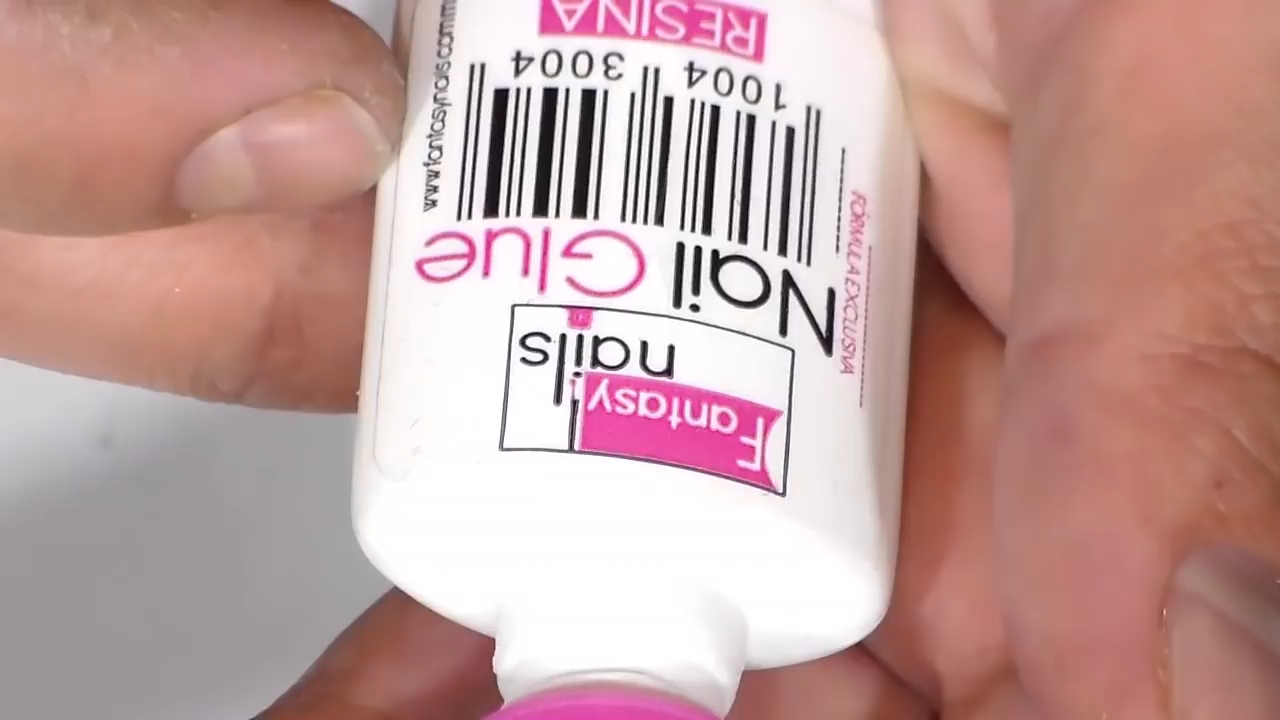 Fantasy
nails
Nail Glue
1004 3004
RESINA
FÓRMULA EXCLUSIVA
www.fantasynails.com.m